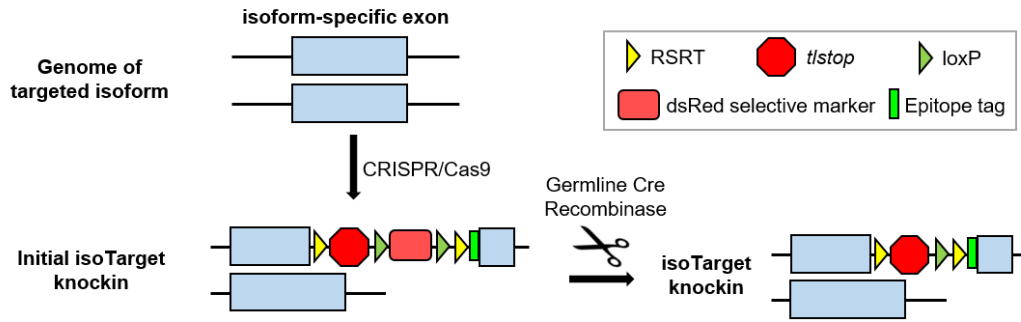 isoform-specific exon
Genome of
targeted isoform
RSRT
tlstop
loxP
dsRed selective marker
Epitope tag
CRISPR/Cas9
Germline Cre
Recombinase
Initial isoTarget
knockin
isoTarget
knockin